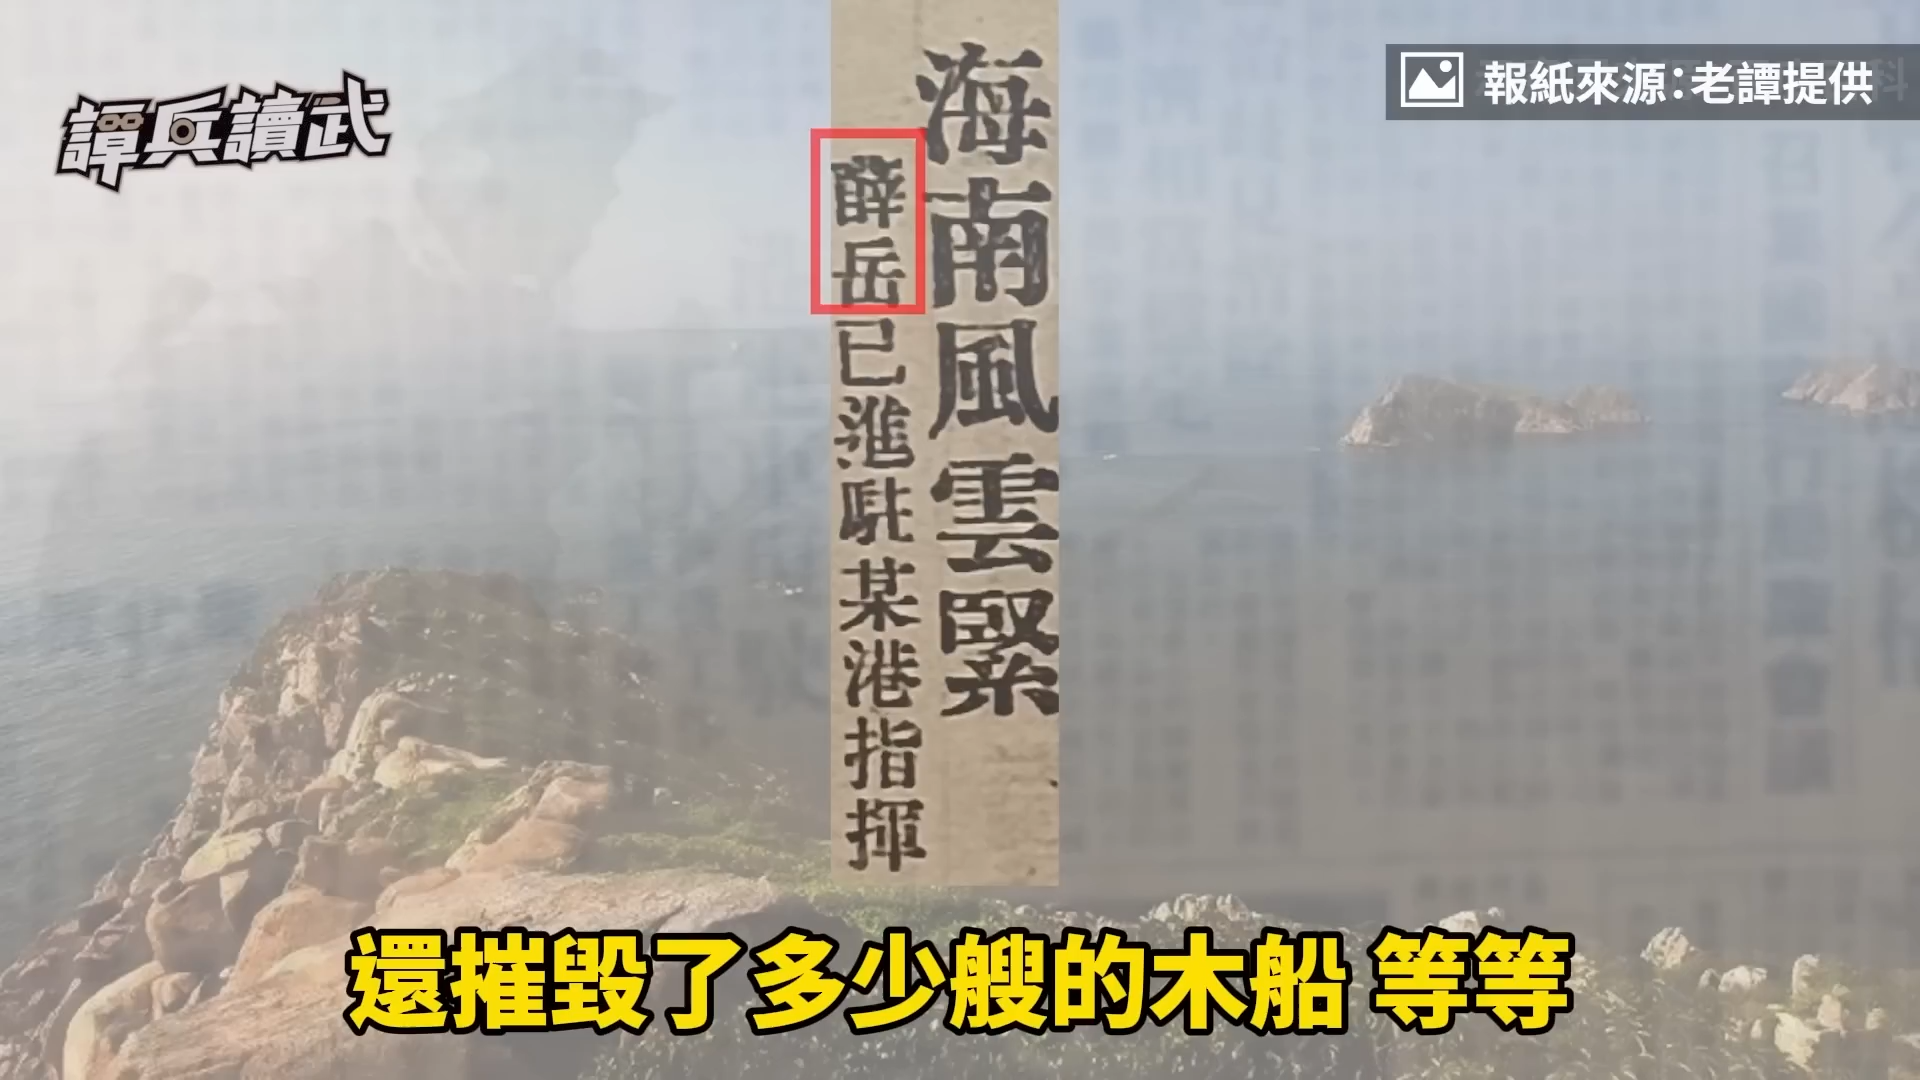 譚兵讀武
報紙來源：老譚提供
海南風雲緊
薛岳已進駐某港指揮
還摧毀了多少艘的木船 等等